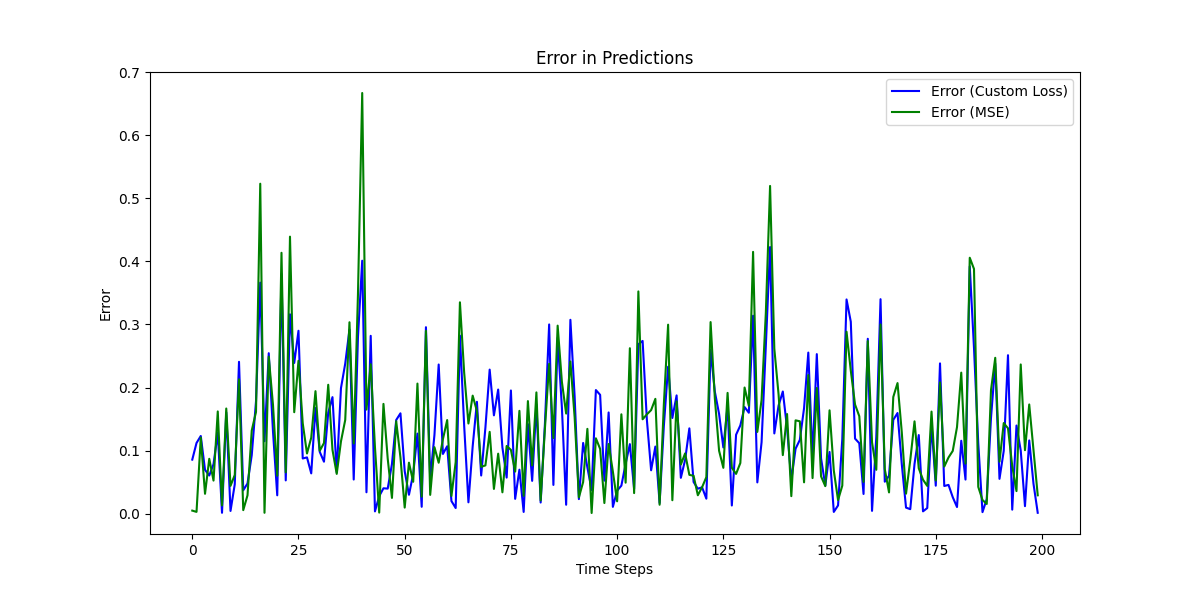 Error in Predictions
Error (Custom Loss)
Error (MSE)
Error
0.7
0.6
0.5
0.4
0.3
0.2
0.1
0.0
0 25 50 75 100 125 150 175 200
Time Steps